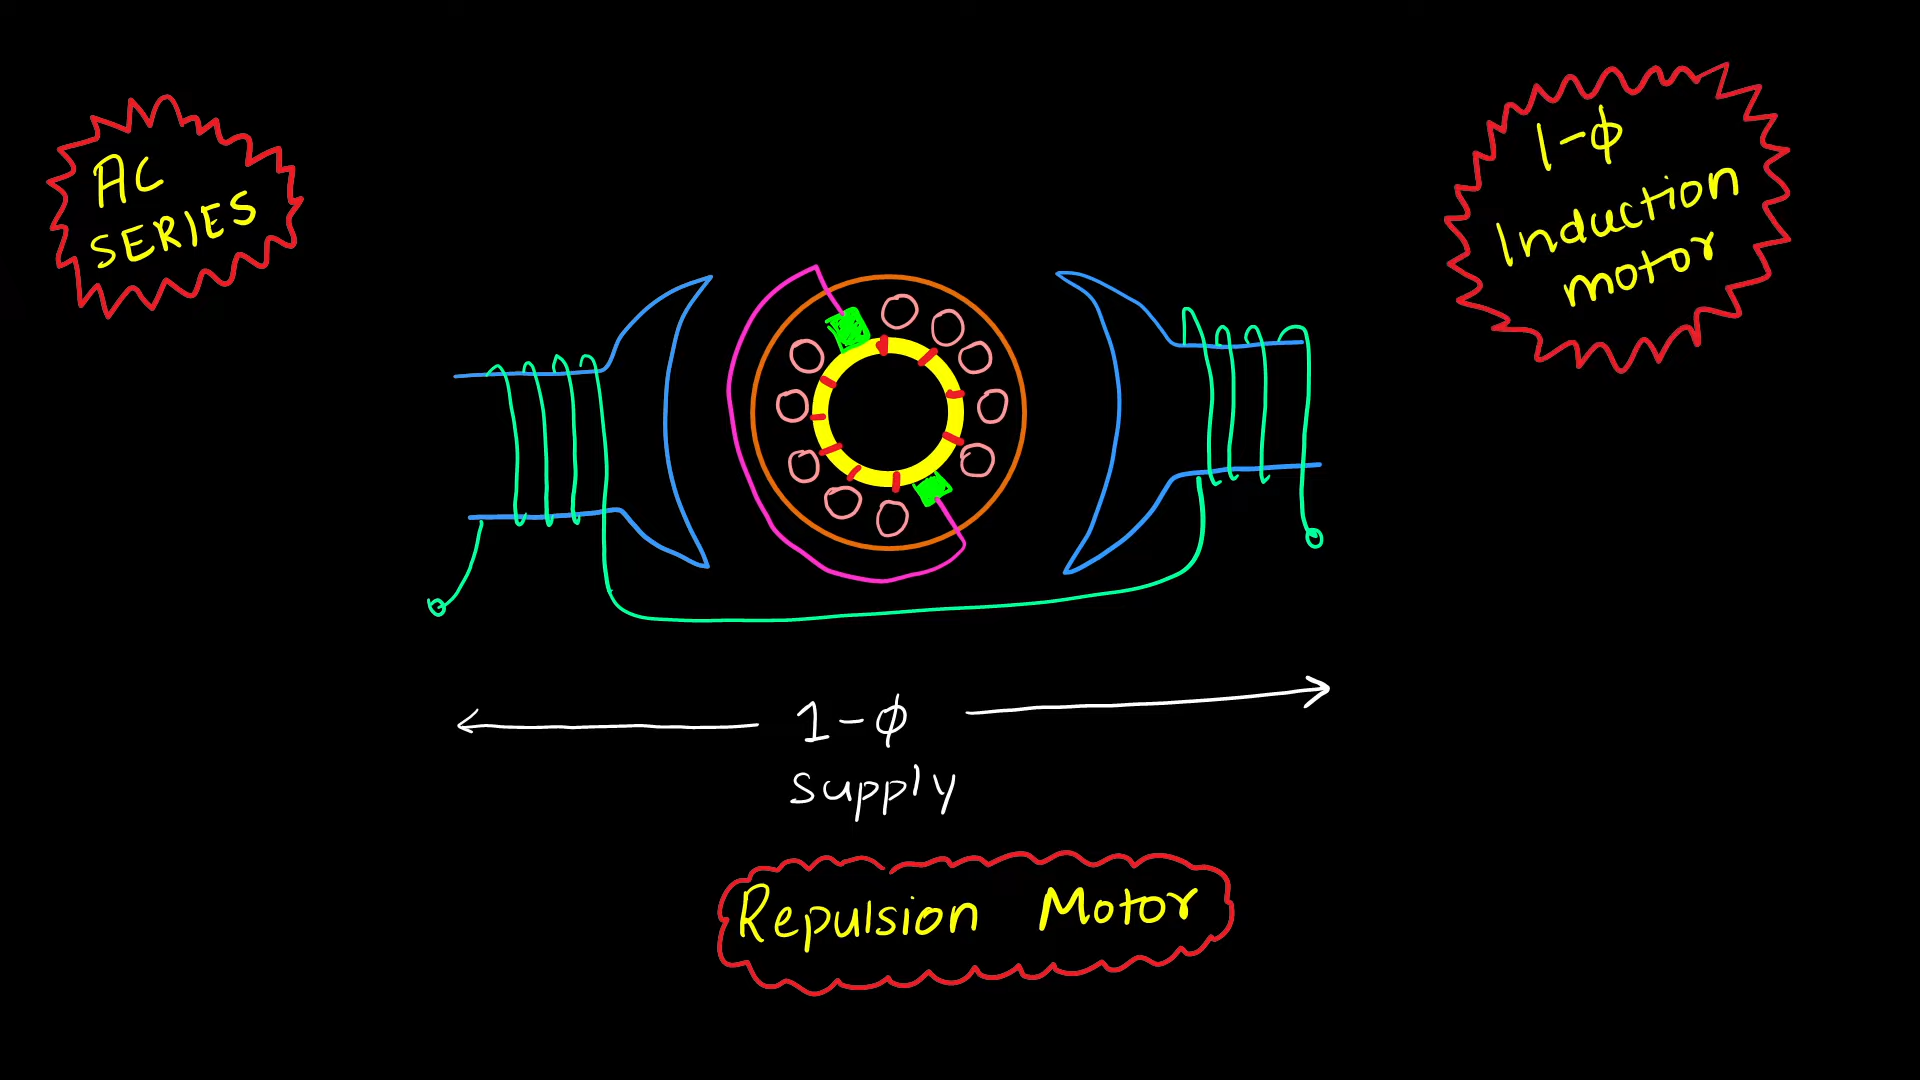 AC
SERIES
1-ϕ
Induction
motor
1-ϕ
supply
Repulsion Motor